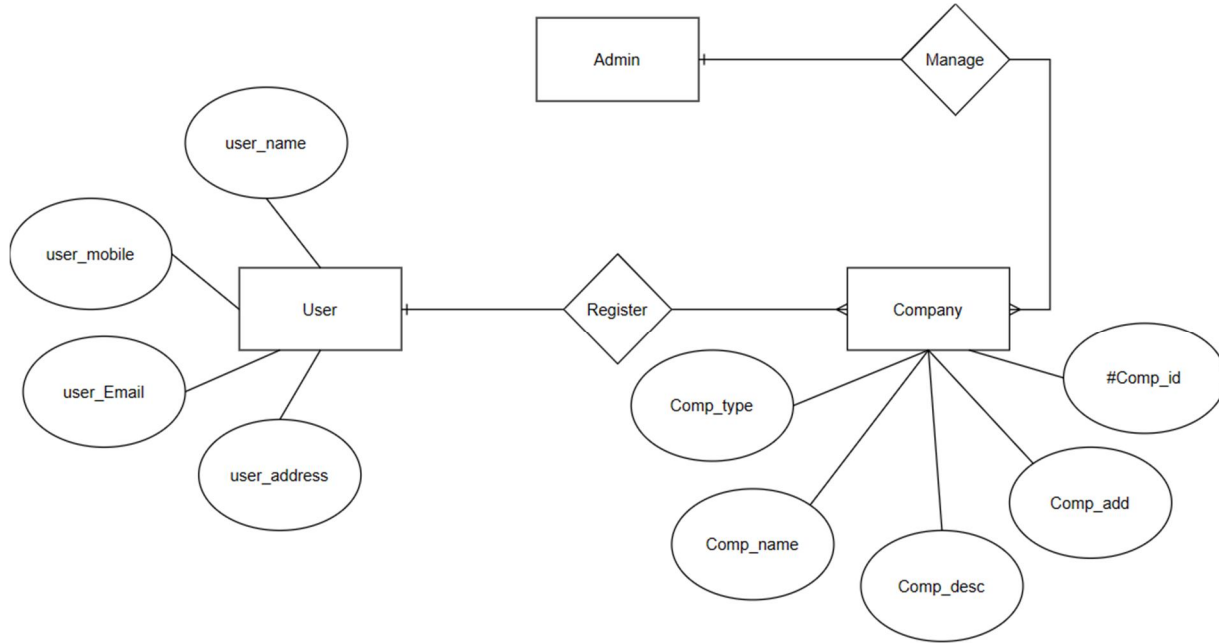 Admin
Manage
user_name
user_mobile
User
Register
Company
user_Email
#Comp_id
Comp_type
user_address
Comp_add
Comp_name
Comp_desc